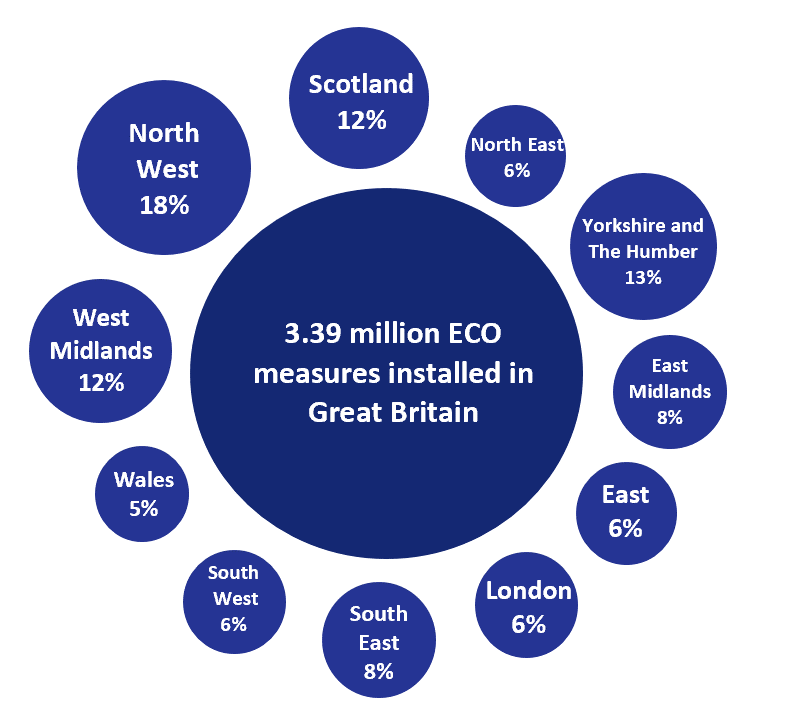 Scotland
12%
North
West
18%
North East
6%
Yorkshire and
The Humber
13%
3.39 million ECO
measures installed in
Great Britain
West
Midlands
12%
East
Midlands
8%
Wales
5%
East
6%
South
West
6%
South
East
8%
London
6%